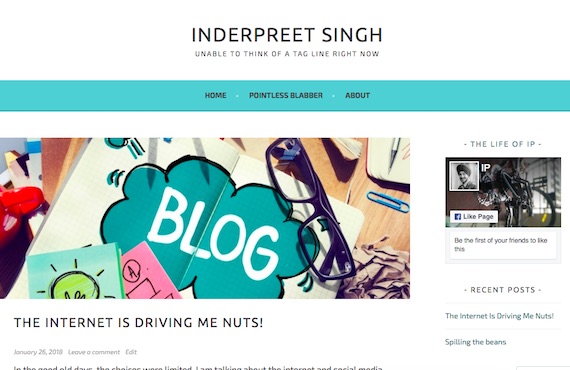 INDERPREET SINGH
UNABLE TO THINK OF A TAG LINE RIGHT NOW
HOME • POINTLESS BLABBER • ABOUT
BLOG
A
THE INTERNET IS DRIVING ME NUTS!
January 26, 2018 Leave a comment Edit
In the good old days, the choices were limited. I am talking about the internet and social media
- THE LIFE OF IP -
IP
Like Page
Be the first of your friends to like
this
- RECENT POSTS -
The Internet Is Driving Me Nuts!
Spilling the beans